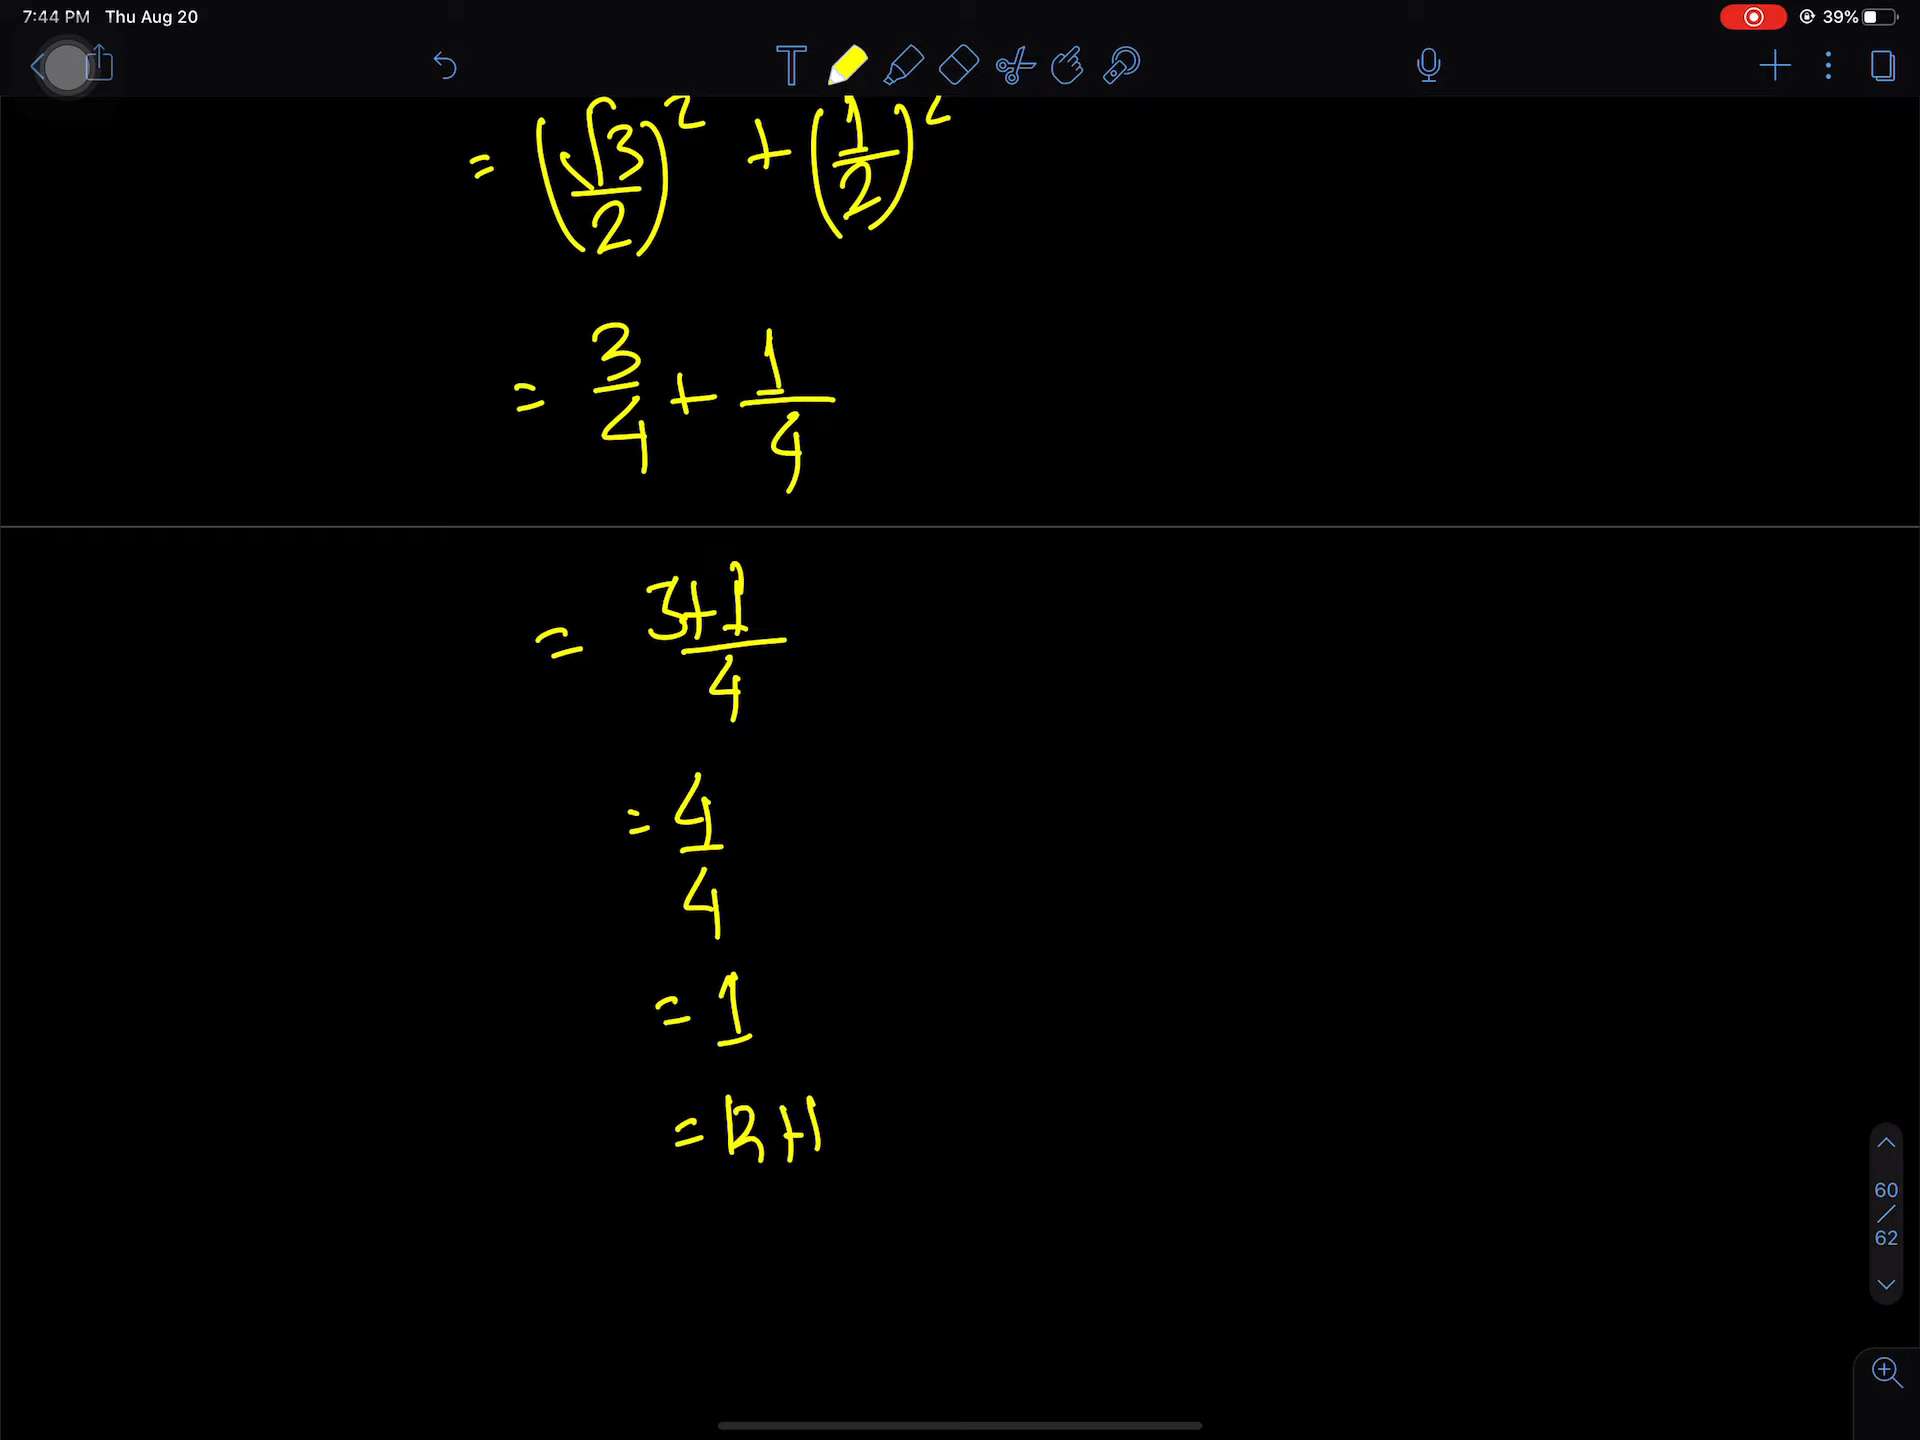 7:44 PM Thu Aug 20
39%
T
= (√3/2)² + (1/2)²
= 3/4 + 1/4
= 3+1/4
= 4/4
= 1
= RH
60
/
62